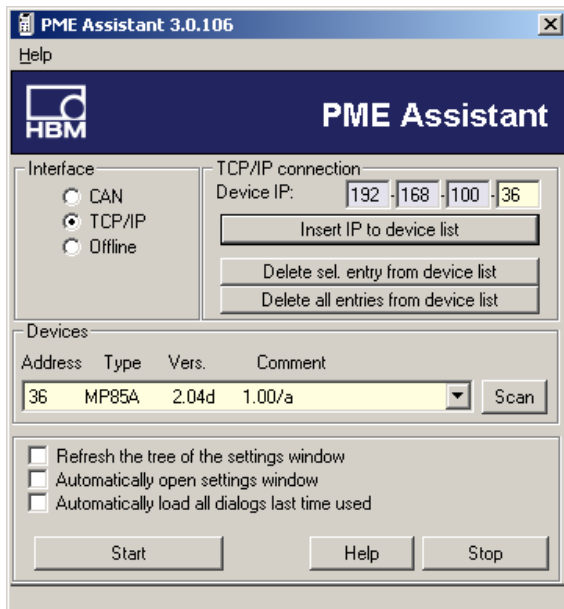 PME Assistant 3.0.106
Help
HBM
PME Assistant
Interface
CAN
TCP/IP
Offline
TCP/IP connection
Device IP: 192 - 168 - 100 - 36
Insert IP to device list
Delete sel. entry from device list
Delete all entries from device list
Devices
Address Type Vers. Comment
36 MP85A 2.04d 1.00/a
Scan
Refresh the tree of the settings window
Automatically open settings window
Automatically load all dialogs last time used
Start Help Stop